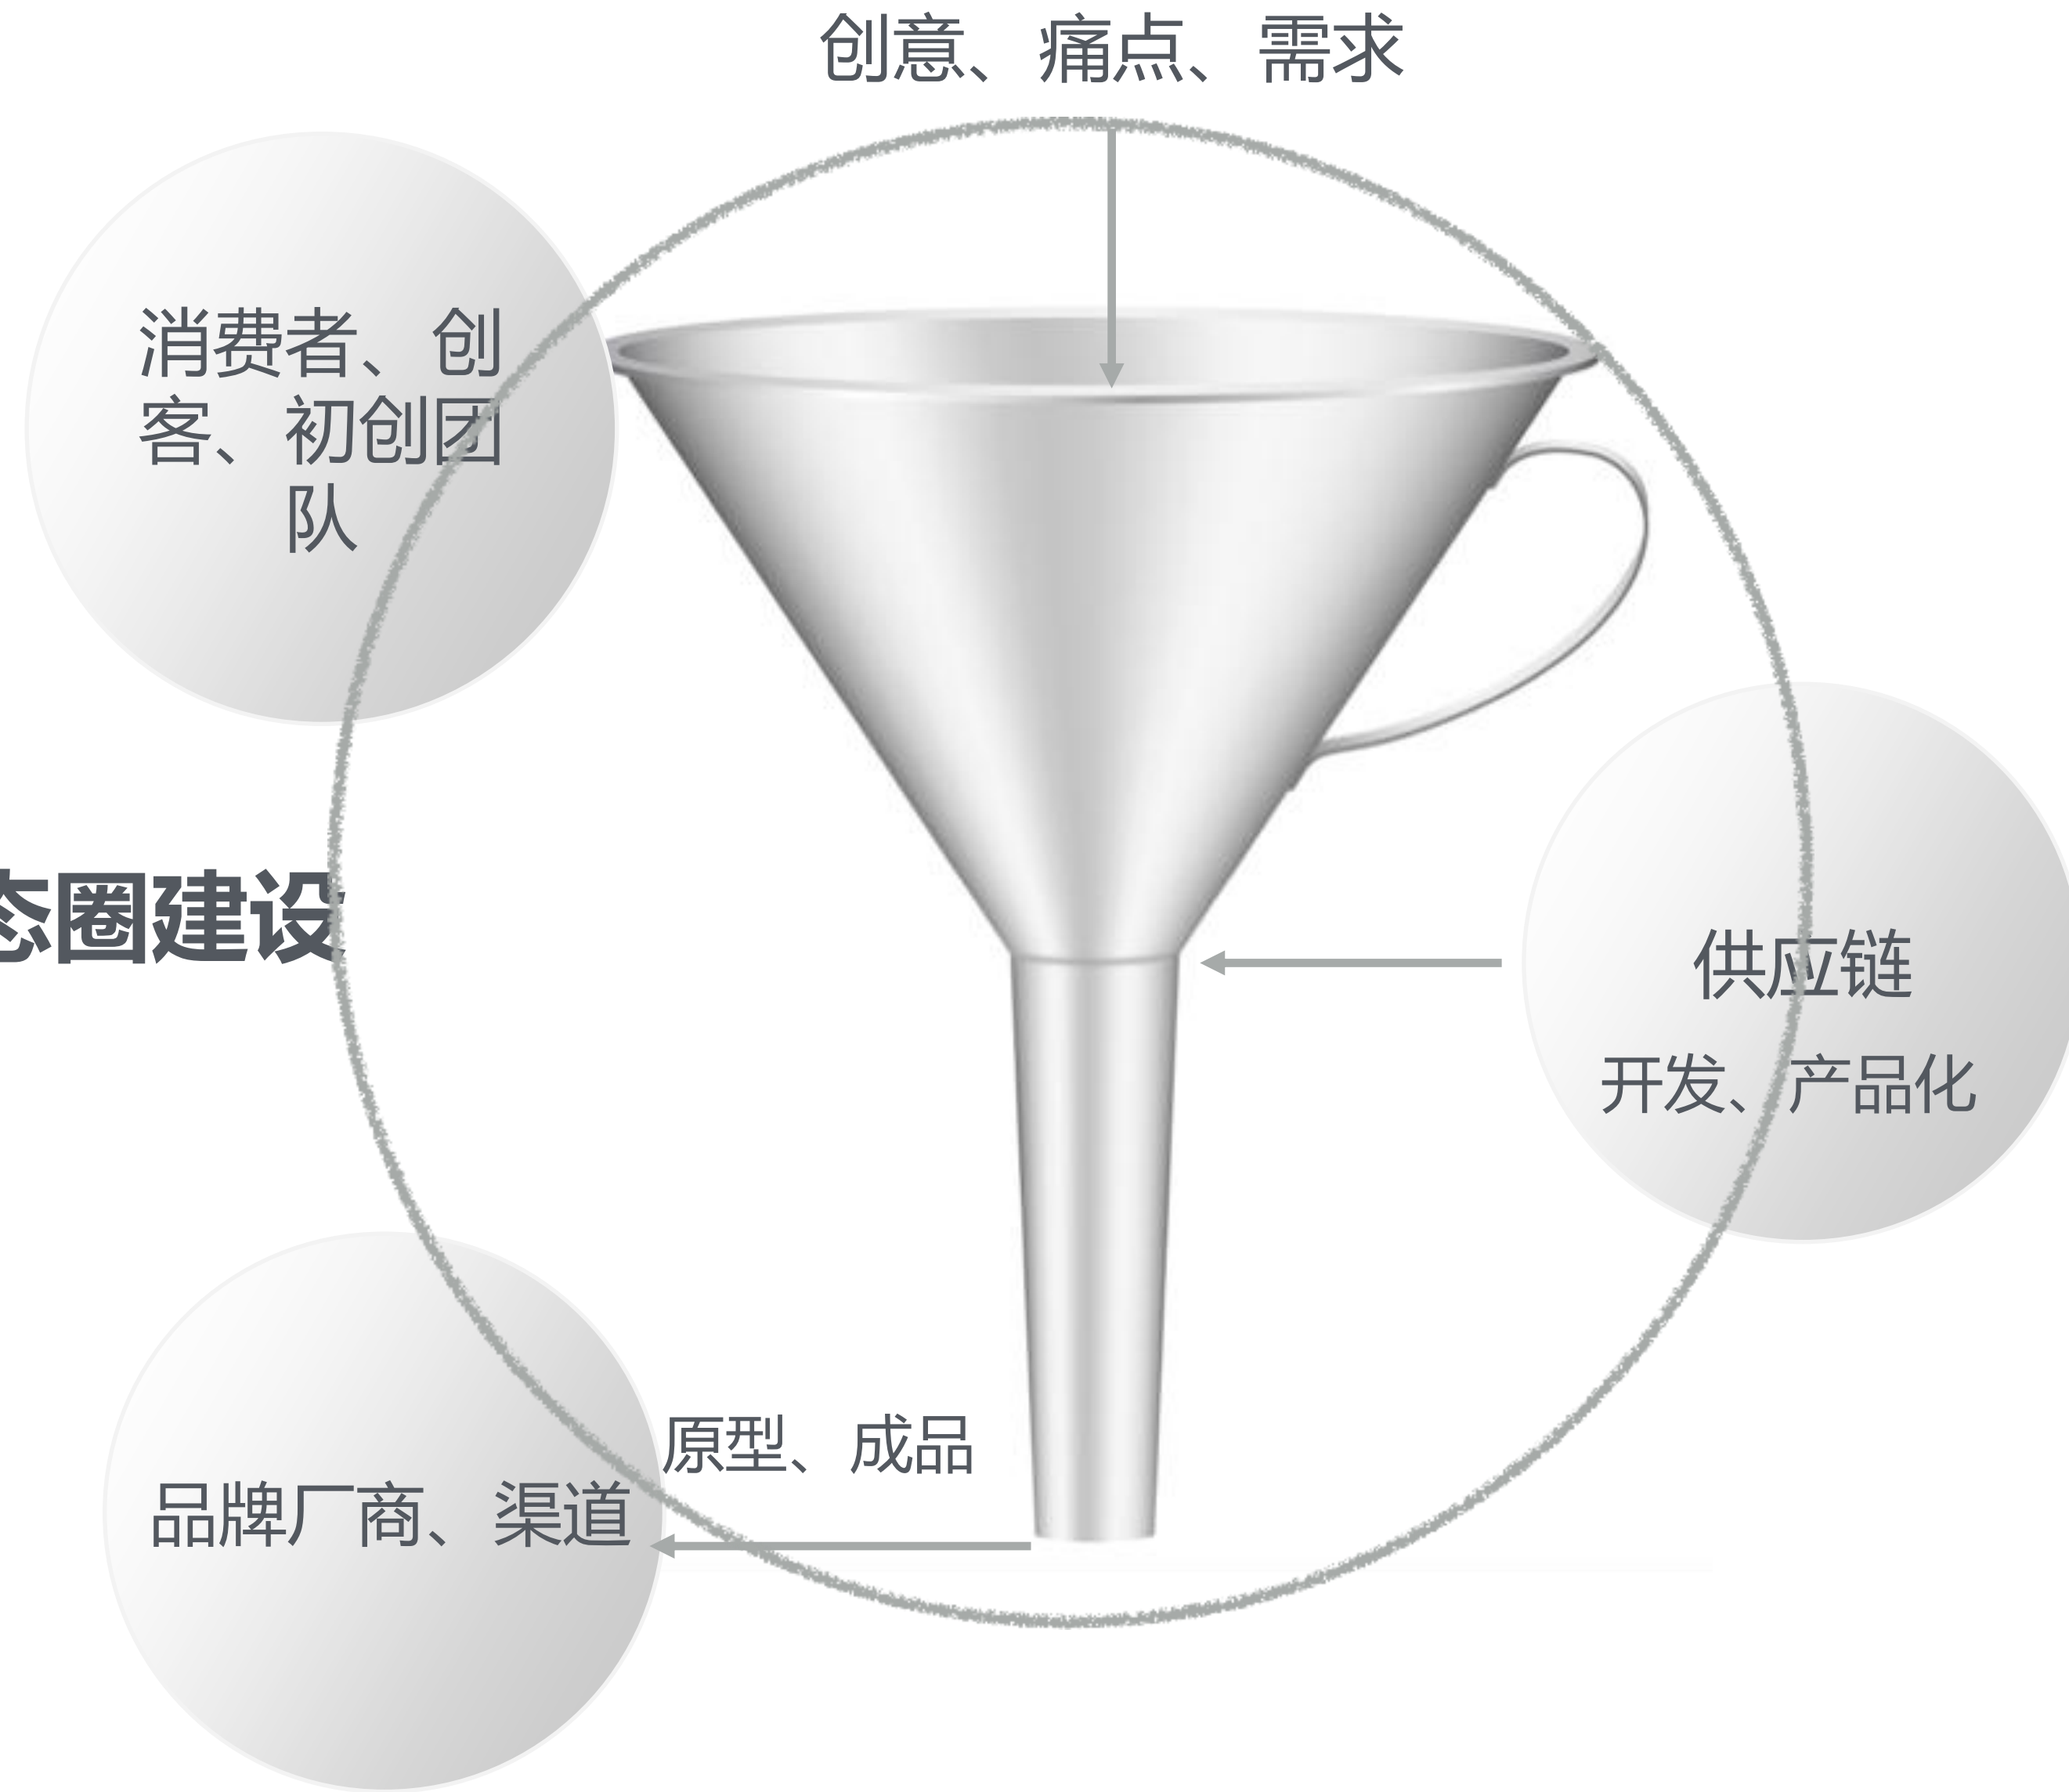 创意、痛点、需求
消费者、创
客、初创团
队
态圈建设
供应链
开发、产品化
原型、成品
品牌厂商、渠道